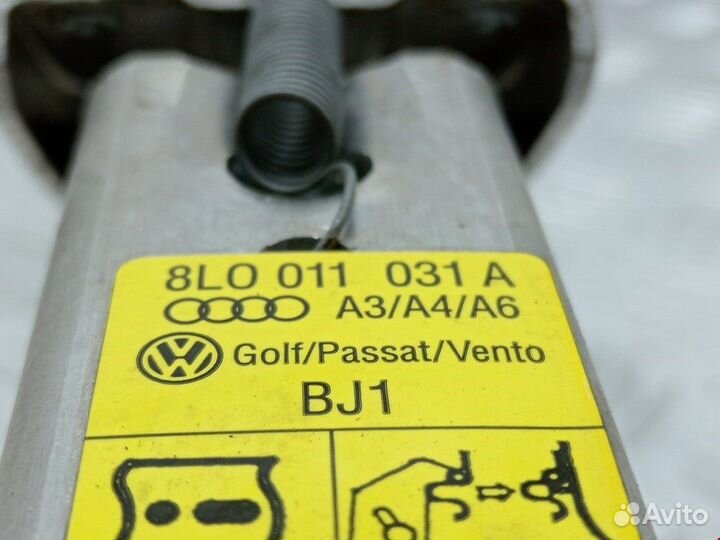 8L0 011 031 A
A3/A4/A6
Golf/Passat/Vento
BJ1
Avito